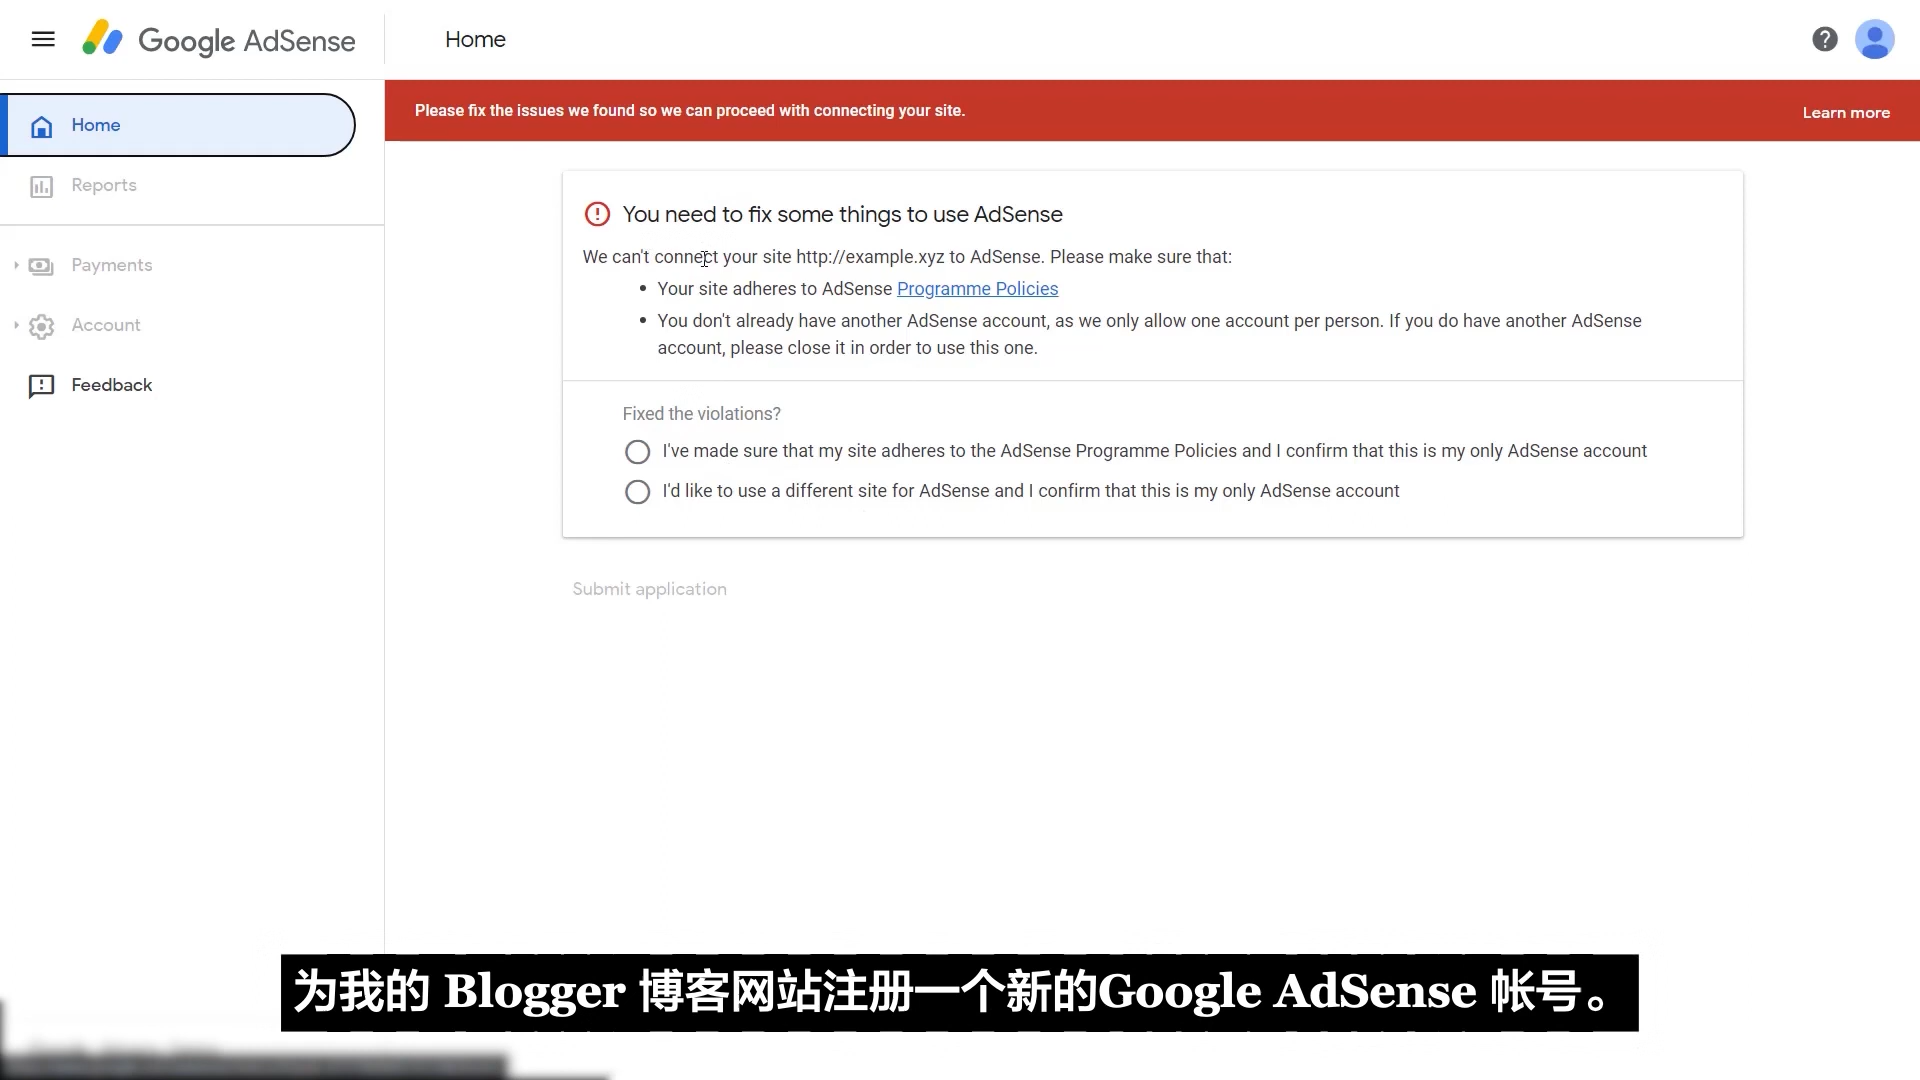 Google AdSense
Home
Home
Reports
Payments
Account
Feedback
Please fix the issues we found so we can proceed with connecting your site.
Learn more
You need to fix some things to use AdSense
We can't connect your site http://example.xyz to AdSense. Please make sure that:
• Your site adheres to AdSense Programme Policies
• You don't already have another AdSense account, as we only allow one account per person. If you do have another AdSense
account, please close it in order to use this one.
Fixed the violations?
I've made sure that my site adheres to the AdSense Programme Policies and I confirm that this is my only AdSense account
I'd like to use a different site for AdSense and I confirm that this is my only AdSense account
Submit application
为我的 Blogger 博客网站注册一个新的Google AdSense 帐号。